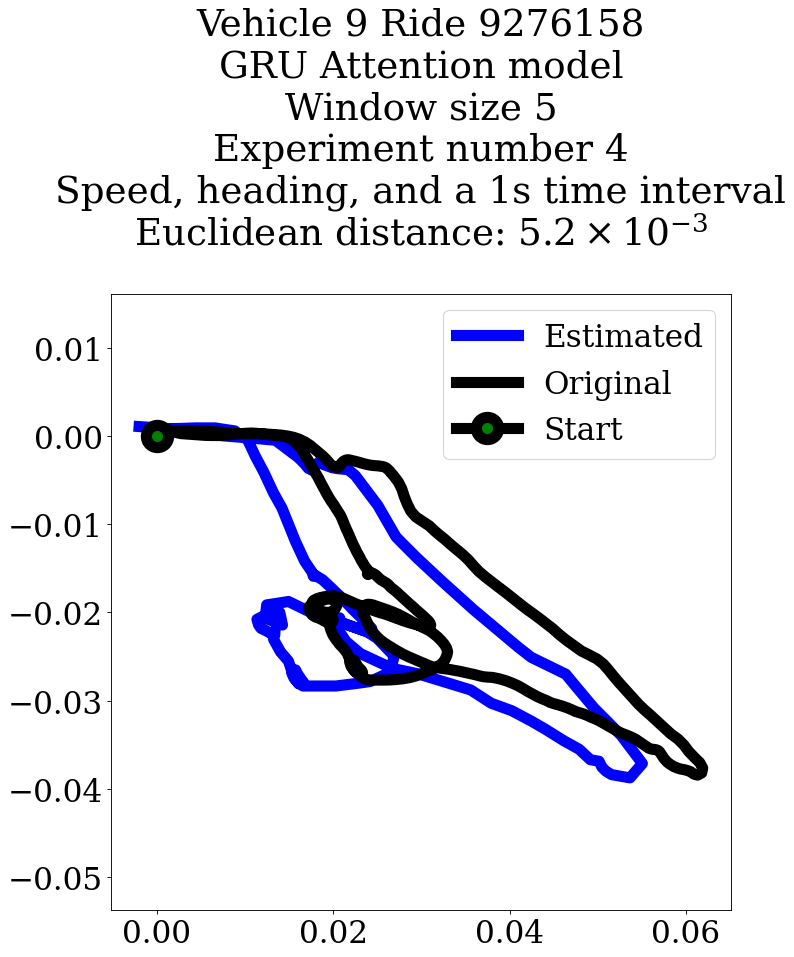 Vehicle 9 Ride 9276158
GRU Attention model
Window size 5
Experiment number 4
Speed, heading, and a 1s time interval
Euclidean distance: 5.2 × 10⁻³
Estimated
Original
Start
0.01
0.00
−0.01
−0.02
−0.03
−0.04
−0.05
0.00 0.02 0.04 0.06